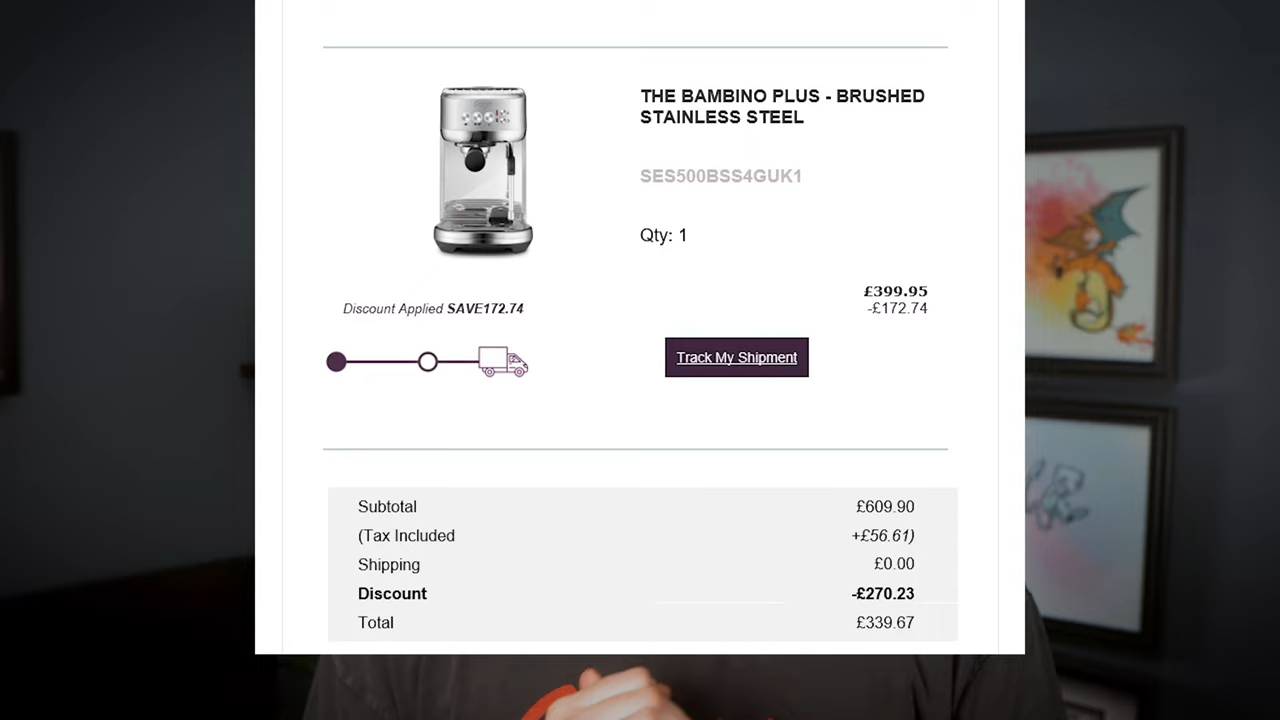 THE BAMBINO PLUS - BRUSHED
STAINLESS STEEL
SES500BSS4GUK1
Qty: 1
£399.95
Discount Applied SAVE172.74
-£172.74
Track My Shipment
Subtotal £609.90
(Tax Included +£56.61)
Shipping £0.00
Discount -£270.23
Total £339.67